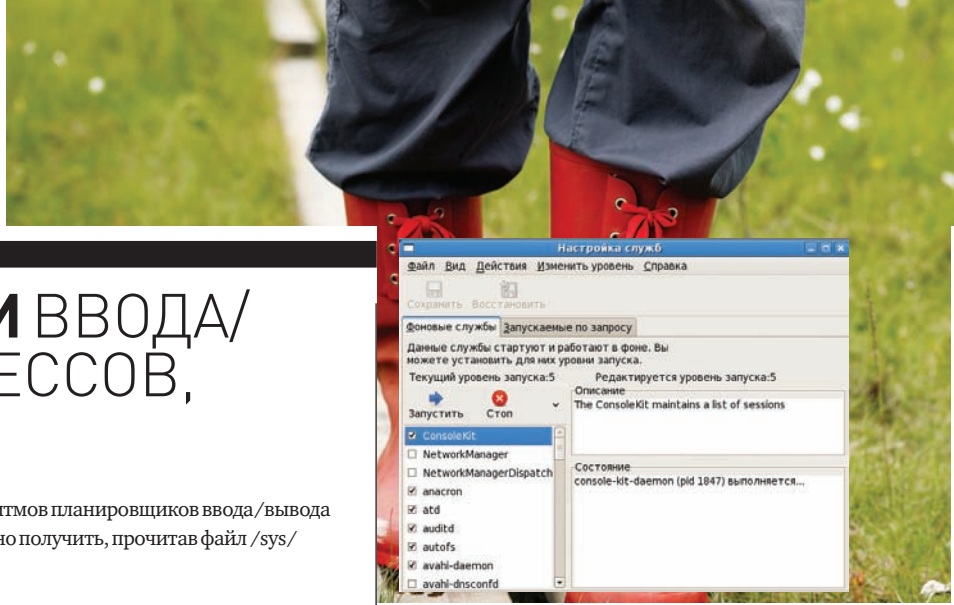 И ВВОДА/
ЕССОВ,
итмов планировщиков ввода/вывода
но получить, прочитав файл /sys/
Настройка служб
Файл Вид Действия Изменить уровень Справка
Сохранить Восстановить
Фоновые службы Запускаемые по запросу
Данные службы стартуют и работают в фоне. Вы
можете установить для них уровни запуска.
Текущий уровень запуска:5 Редактируется уровень запуска:5
Запустить Стоп
ConsoleKit
NetworkManager
NetworkManagerDispatch
anacron
atd
auditd
autofs
avahi-daemon
avahi-dnsconfd
Описание
The ConsoleKit maintains a list of sessions
Состояние
console-kit-daemon (pid 1847) выполняется...